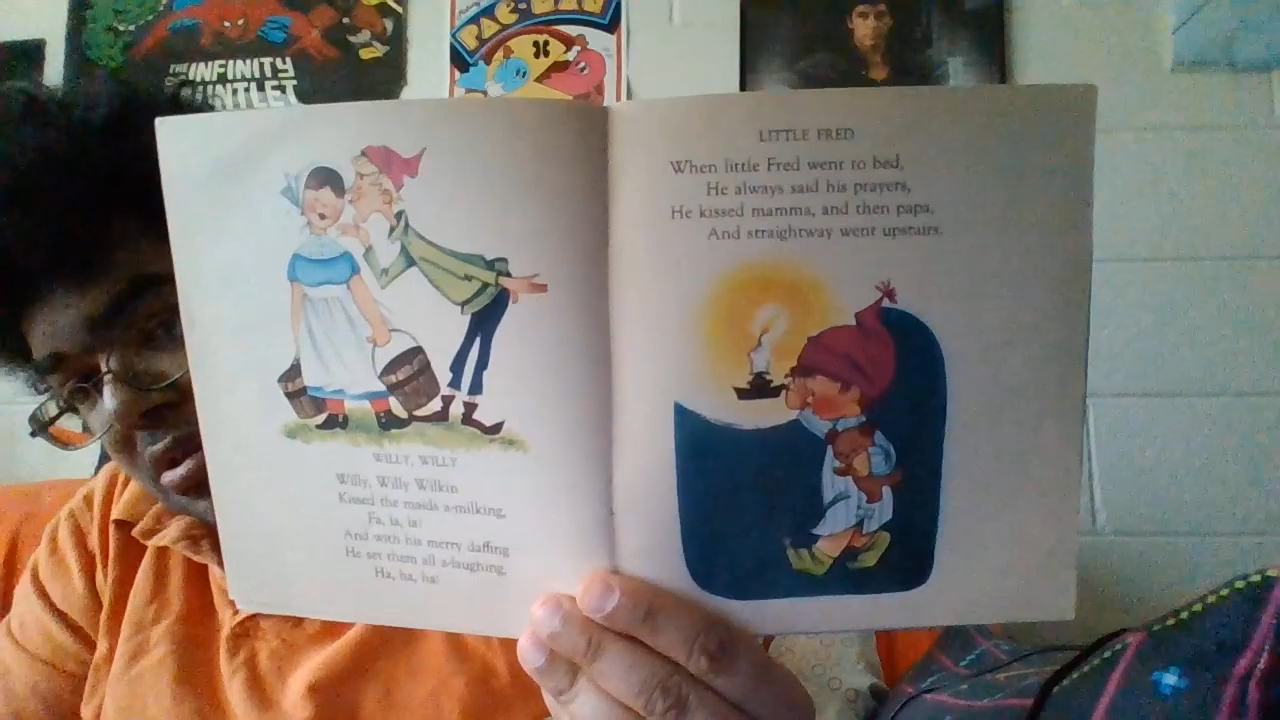 THE INFINITY
GAUNTLET
PAC-MAN
WILLY, WILLY
Willy, Willy Wilkin
Kissed the maids a-milking,
Fa, la, la!
And with his merry daffing
He set them all a-laughing,
Ha, ha, ha!
LITTLE FRED
When little Fred went to bed,
He always said his prayers,
He kissed mamma, and then papa,
And straightway went upstairs.